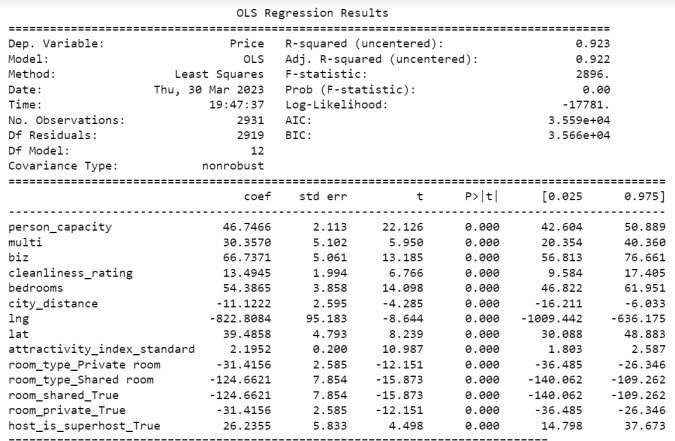 OLS Regression Results
==============================================================================
Dep. Variable: Price R-squared (uncentered): 0.923
Model: OLS Adj. R-squared (uncentered): 0.922
Method: Least Squares F-statistic: 2896.
Date: Thu, 30 Mar 2023 Prob (F-statistic): 0.00
Time: 19:47:37 Log-Likelihood: -17781.
No. Observations: 2931 AIC: 3.559e+04
Df Residuals: 2919 BIC: 3.566e+04
Df Model: 12
Covariance Type: nonrobust
==============================================================================
coef std err t P>|t| [0.025 0.975]
------------------------------------------------------------------------------
person_capacity 46.7466 2.113 22.126 0.000 42.604 50.889
multi 30.3570 5.102 5.950 0.000 20.354 40.360
biz 66.7371 5.061 13.185 0.000 56.813 76.661
cleanliness_rating 13.4945 1.994 6.766 0.000 9.584 17.405
bedrooms 54.3865 3.858 14.098 0.000 46.822 61.951
city_distance -11.1222 2.595 -4.285 0.000 -16.211 -6.033
lng -822.8084 95.183 -8.644 0.000 -1009.442 -636.175
lat 39.4858 4.793 8.239 0.000 30.088 48.883
attractivity_index_standard 2.1952 0.200 10.987 0.000 1.803 2.587
room_type_Private room -31.4156 2.585 -12.151 0.000 -36.485 -26.346
room_type_Shared room -124.6621 7.854 -15.873 0.000 -140.062 -109.262
room_shared_True -124.6621 7.854 -15.873 0.000 -140.062 -109.262
room_private_True -31.4156 2.585 -12.151 0.000 -36.485 -26.346
host_is_superhost_True 26.2355 5.833 4.498 0.000 14.798 37.673
------------------------------------------------------------------------------